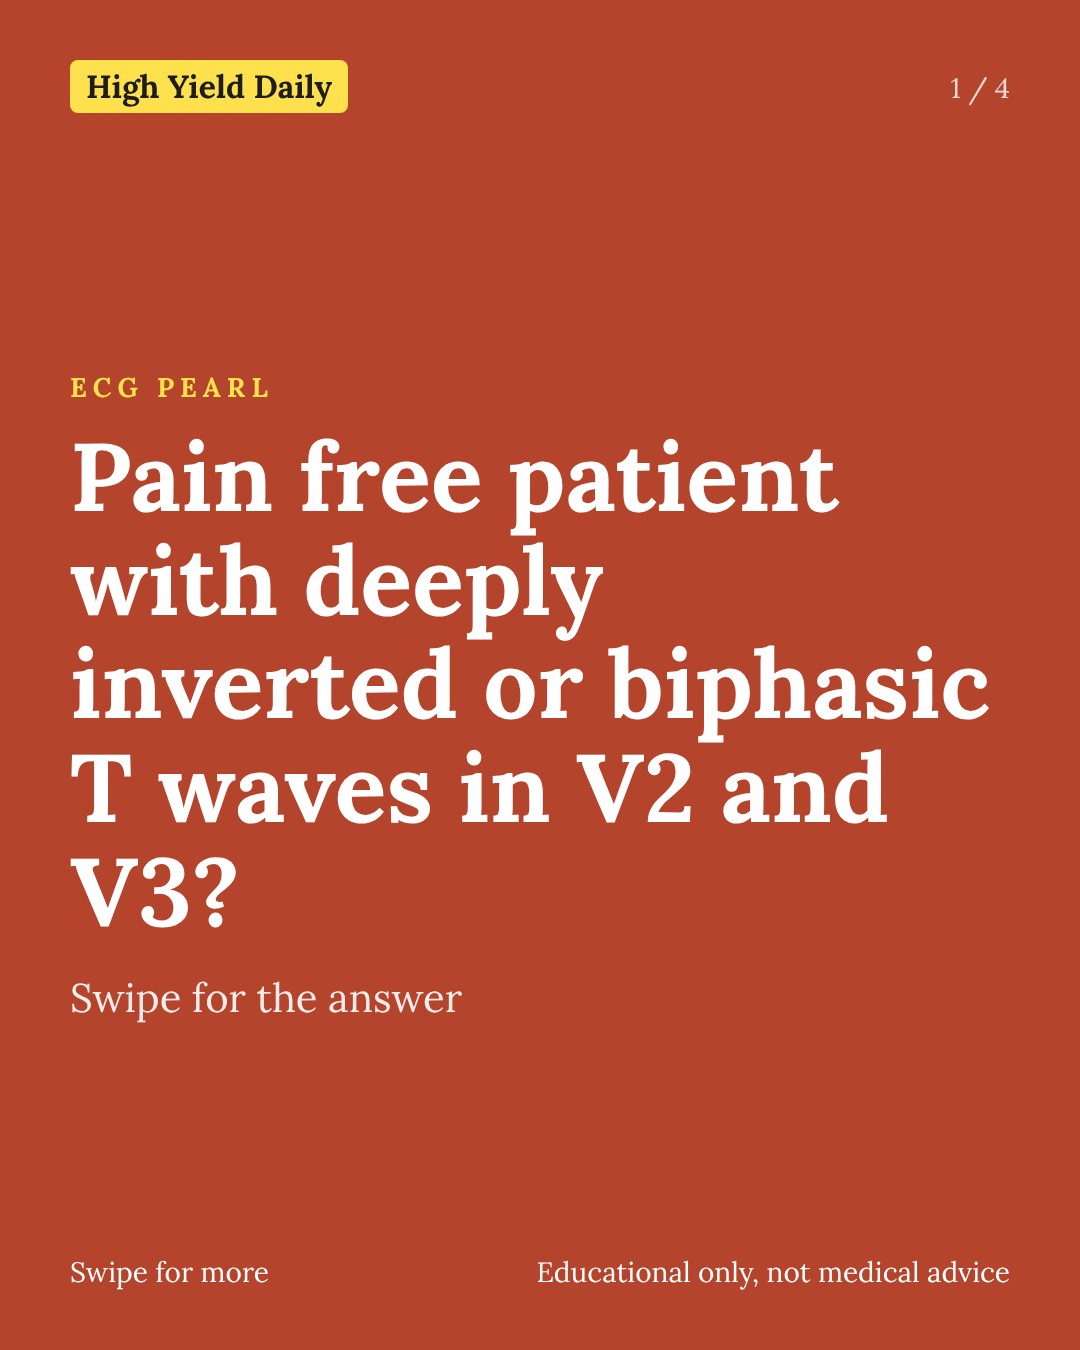 High Yield Daily
1 / 4
ECG PEARL
Pain free patient
with deeply
inverted or biphasic
T waves in V2 and
V3?
Swipe for the answer
Swipe for more
Educational only, not medical advice